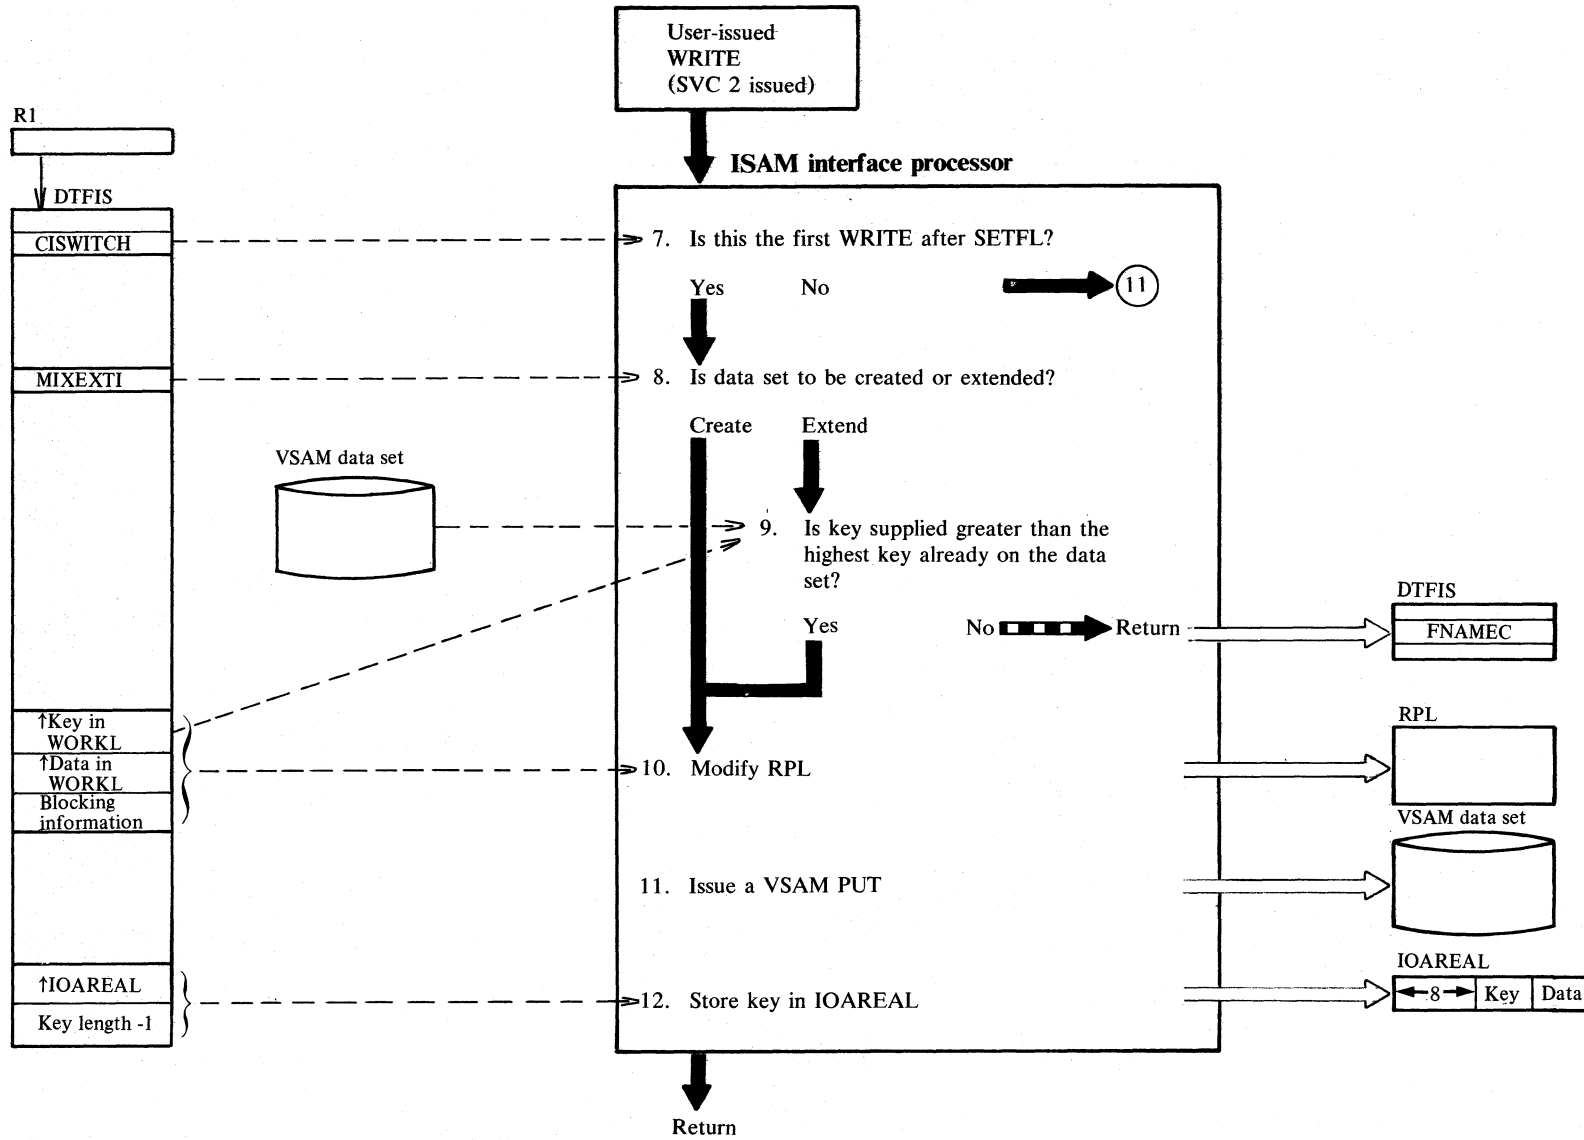 User-issued
WRITE
(SVC 2 issued)
R1
ISAM interface processor
DTFIS
CISWITCH
7. Is this the first WRITE after SETFL?
Yes No 11
MIXEXTI
8. Is data set to be created or extended?
Create Extend
VSAM data set
9. Is key supplied greater than the
highest key already on the data
set?
Yes No Return
DTFIS
FNAMEC
↑Key in
WORKL
↑Data in
WORKL
Blocking
information
10. Modify RPL
RPL
VSAM data set
11. Issue a VSAM PUT
↑IOAREAL
Key length -1
12. Store key in IOAREAL
IOAREAL
8 Key Data
Return